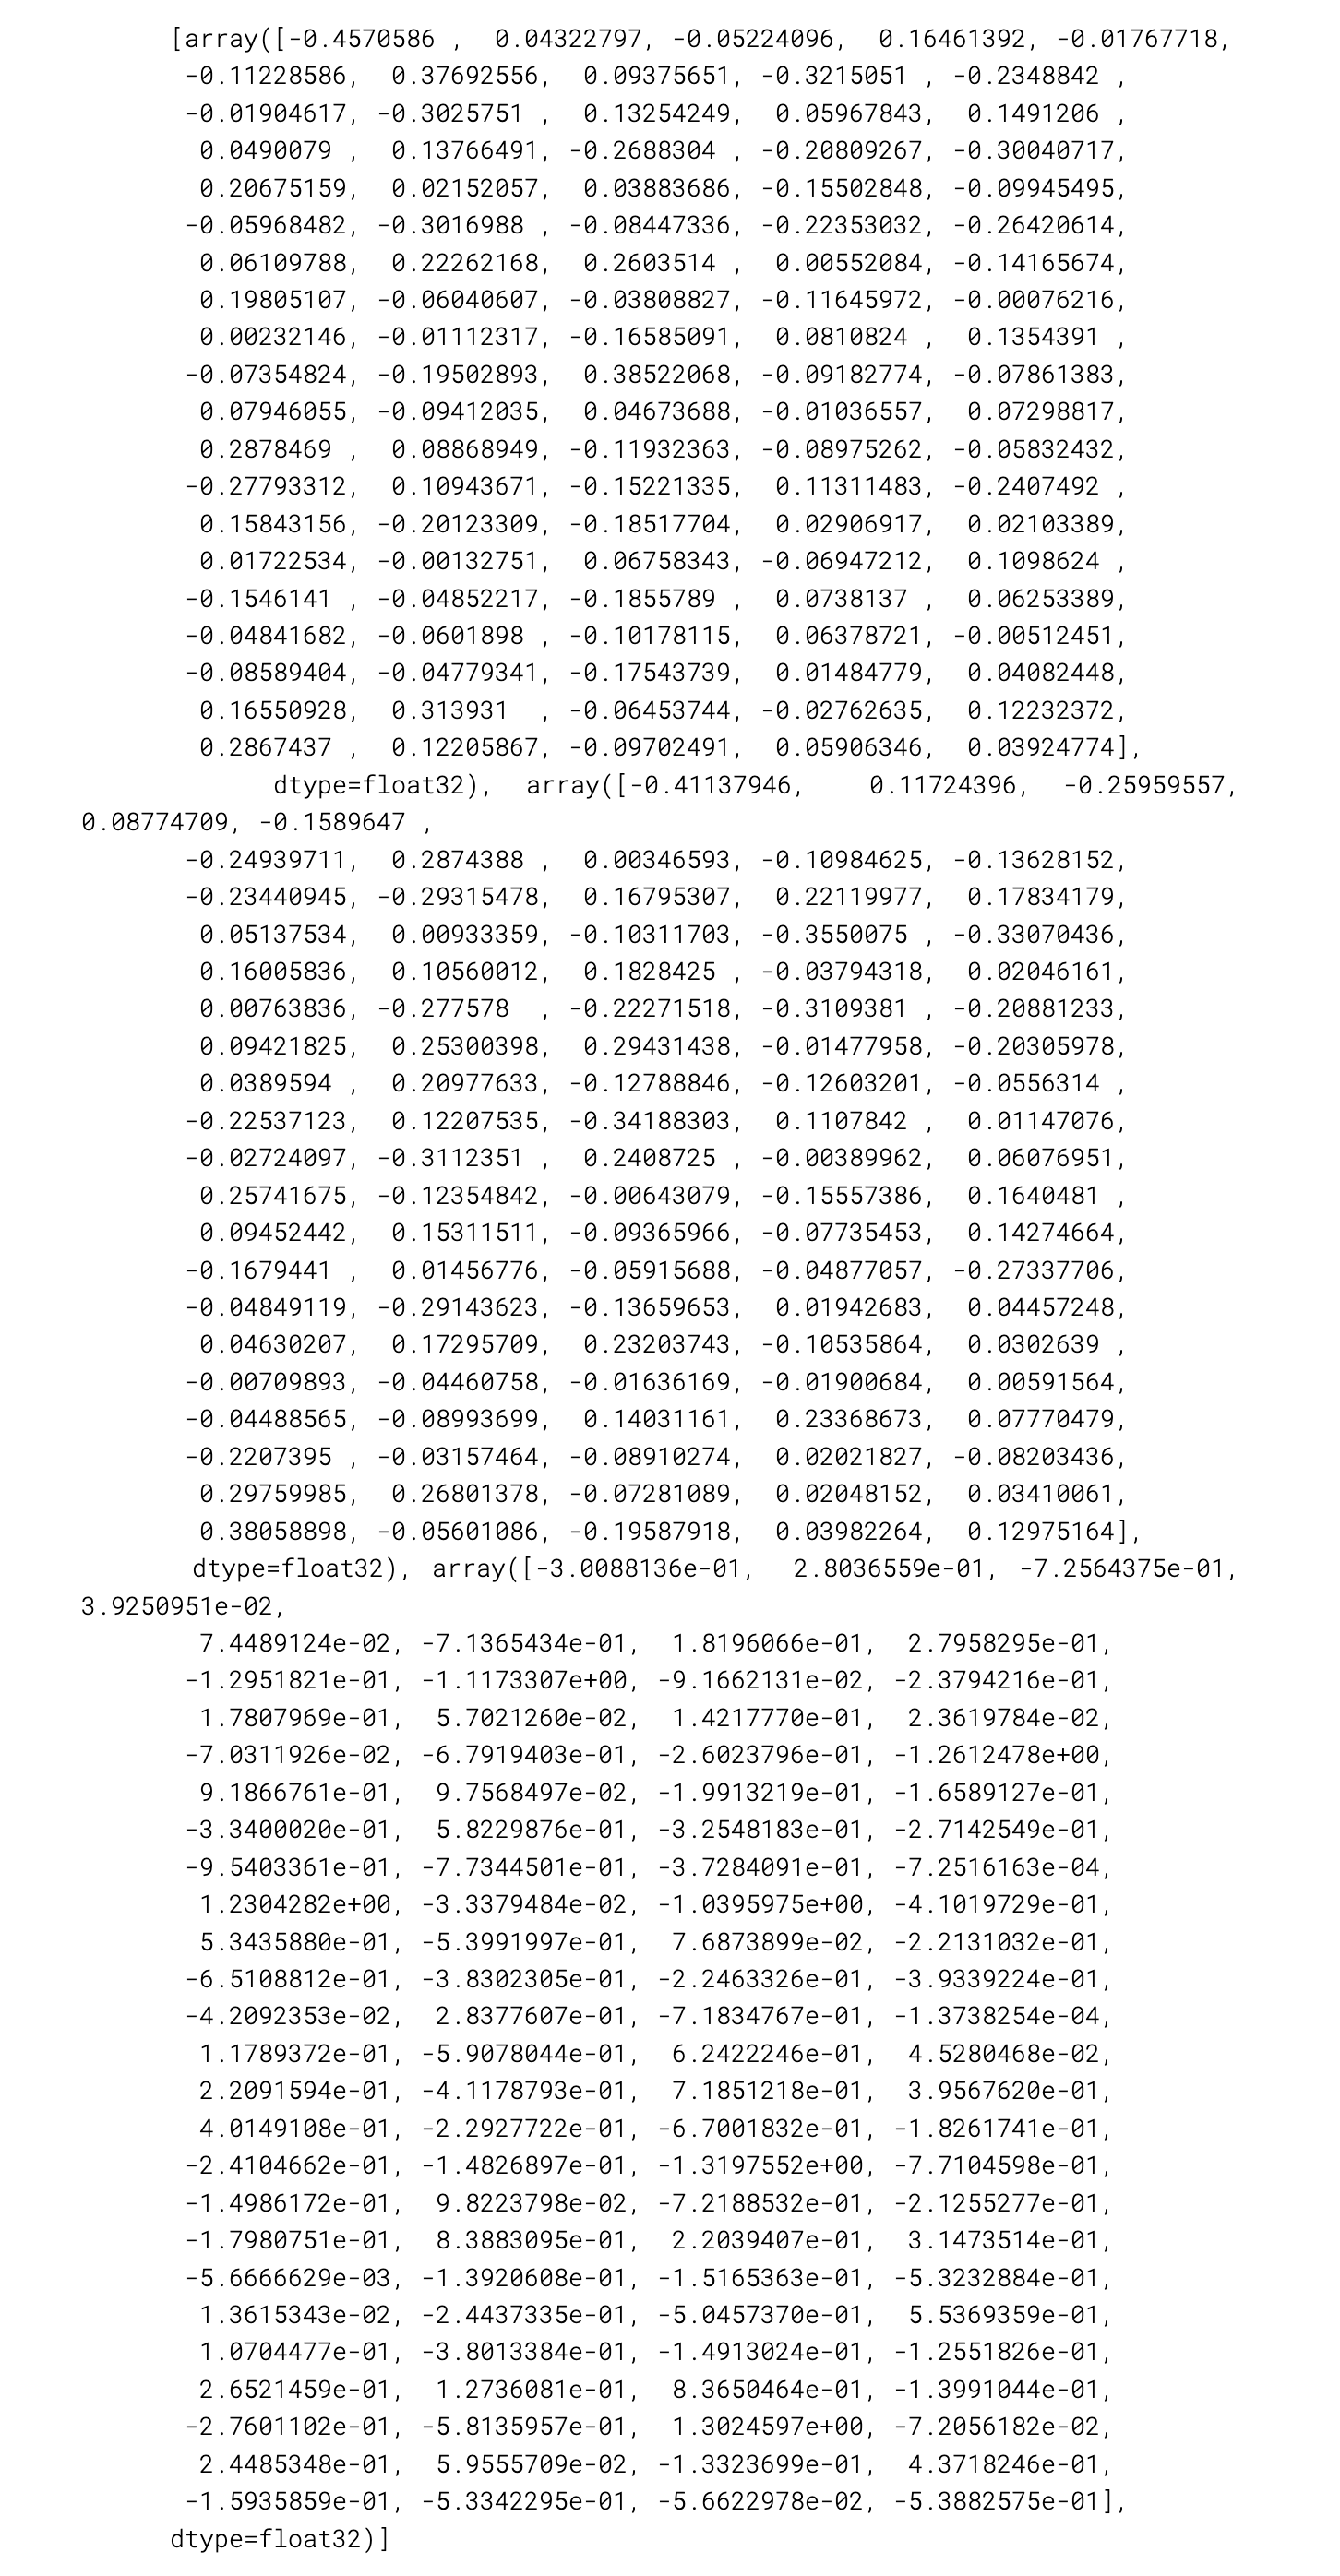 [array([-0.4570586 ,  0.04322797, -0.05224096,  0.16461392, -0.01767718,
-0.11228586,  0.37692556,  0.09375651, -0.3215051 , -0.2348842 ,
-0.01904617, -0.3025751 ,  0.13254249,  0.05967843,  0.1491206 ,
0.0490079 ,  0.13766491, -0.2688304 , -0.20809267, -0.30040717,
0.20675159,  0.02152057,  0.03883686, -0.15502848, -0.09945495,
-0.05968482, -0.3016988 , -0.08447336, -0.22353032, -0.26420614,
0.06109788,  0.22262168,  0.2603514 ,  0.00552084, -0.14165674,
0.19805107, -0.06040607, -0.03808827, -0.11645972, -0.00076216,
0.00232146, -0.01112317, -0.16585091,  0.0810824 ,  0.1354391 ,
-0.07354824, -0.19502893,  0.38522068, -0.09182774, -0.07861383,
0.07946055, -0.09412035,  0.04673688, -0.01036557,  0.07298817,
0.2878469 ,  0.08868949, -0.11932363, -0.08975262, -0.05832432,
-0.27793312,  0.10943671, -0.15221335,  0.11311483, -0.2407492 ,
0.15843156, -0.20123309, -0.18517704,  0.02906917,  0.02103389,
0.01722534, -0.00132751,  0.06758343, -0.06947212,  0.1098624 ,
-0.1546141 , -0.04852217, -0.1855789 ,  0.0738137 ,  0.06253389,
-0.04841682, -0.0601898 , -0.10178115,  0.06378721, -0.00512451,
-0.08589404, -0.04779341, -0.17543739,  0.01484779,  0.04082448,
0.16550928,  0.313931  , -0.06453744, -0.02762635,  0.12232372,
0.2867437 ,  0.12205867, -0.09702491,  0.05906346,  0.03924774],
dtype=float32), array([-0.41137946, 0.11724396, -0.25959557,
0.08774709, -0.1589647 ,
-0.24939711,  0.2874388 ,  0.00346593, -0.10984625, -0.13628152,
-0.23440945, -0.29315478,  0.16795307,  0.22119977,  0.17834179,
0.05137534,  0.00933359, -0.10311703, -0.3550075 , -0.33070436,
0.16005836,  0.10560012,  0.1828425 , -0.03794318,  0.02046161,
0.00763836, -0.277578  , -0.22271518, -0.3109381 , -0.20881233,
0.09421825,  0.25300398,  0.29431438, -0.01477958, -0.20305978,
0.0389594 ,  0.20977633, -0.12788846, -0.12603201, -0.0556314 ,
-0.22537123,  0.12207535, -0.34188303,  0.1107842 ,  0.01147076,
-0.02724097, -0.3112351 ,  0.2408725 , -0.00389962,  0.06076951,
0.25741675, -0.12354842, -0.00643079, -0.15557386,  0.1640481 ,
0.09452442,  0.15311511, -0.09365966, -0.07735453,  0.14274664,
-0.1679441 ,  0.01456776, -0.05915688, -0.04877057, -0.27337706,
-0.04849119, -0.29143623, -0.13659653,  0.01942683,  0.04457248,
0.04630207,  0.17295709,  0.23203743, -0.10535864,  0.0302639 ,
-0.00709893, -0.04460758, -0.01636169, -0.01900684,  0.00591564,
-0.04488565, -0.08993699,  0.14031161,  0.23368673,  0.07770479,
-0.2207395 , -0.03157464, -0.08910274,  0.02021827, -0.08203436,
0.29759985,  0.26801378, -0.07281089,  0.02048152,  0.03410061,
0.38058898, -0.05601086, -0.19587918,  0.03982264,  0.12975164],
dtype=float32), array([-3.0088136e-01, 2.8036559e-01, -7.2564375e-01,
3.9250951e-02,
7.4489124e-02, -7.1365434e-01,  1.8196066e-01,  2.7958295e-01,
-1.2951821e-01, -1.1173307e+00, -9.1662131e-02, -2.3794216e-01,
1.7807969e-01,  5.7021260e-02,  1.4217770e-01,  2.3619784e-02,
-7.0311926e-02, -6.7919403e-01, -2.6023796e-01, -1.2612478e+00,
9.1866761e-01,  9.7568497e-02, -1.9913219e-01, -1.6589127e-01,
-3.3400020e-01,  5.8229876e-01, -3.2548183e-01, -2.7142549e-01,
-9.5403361e-01, -7.7344501e-01, -3.7284091e-01, -7.2516163e-04,
1.2304282e+00, -3.3379484e-02, -1.0395975e+00, -4.1019729e-01,
5.3435880e-01, -5.3991997e-01,  7.6873899e-02, -2.2131032e-01,
-6.5108812e-01, -3.8302305e-01, -2.2463326e-01, -3.9339224e-01,
-4.2092353e-02,  2.8377607e-01, -7.1834767e-01, -1.3738254e-04,
1.1789372e-01, -5.9078044e-01,  6.2422246e-01,  4.5280468e-02,
2.2091594e-01, -4.1178793e-01,  7.1851218e-01,  3.9567620e-01,
4.0149108e-01, -2.2927722e-01, -6.7001832e-01, -1.8261741e-01,
-2.4104662e-01, -1.4826897e-01, -1.3197552e+00, -7.7104598e-01,
-1.4986172e-01,  9.8223798e-02, -7.2188532e-01, -2.1255277e-01,
-1.7980751e-01,  8.3883095e-01,  2.2039407e-01,  3.1473514e-01,
-5.6666629e-03, -1.3920608e-01, -1.5165363e-01, -5.3232884e-01,
1.3615343e-02, -2.4437335e-01, -5.0457370e-01,  5.5369359e-01,
1.0704477e-01, -3.8013384e-01, -1.4913024e-01, -1.2551826e-01,
2.6521459e-01,  1.2736081e-01,  8.3650464e-01, -1.3991044e-01,
-2.7601102e-01, -5.8135957e-01,  1.3024597e+00, -7.2056182e-02,
2.4485348e-01,  5.9555709e-02, -1.3323699e-01,  4.3718246e-01,
-1.5935859e-01, -5.3342295e-01, -5.6622978e-02, -5.3882575e-01],
dtype=float32)]